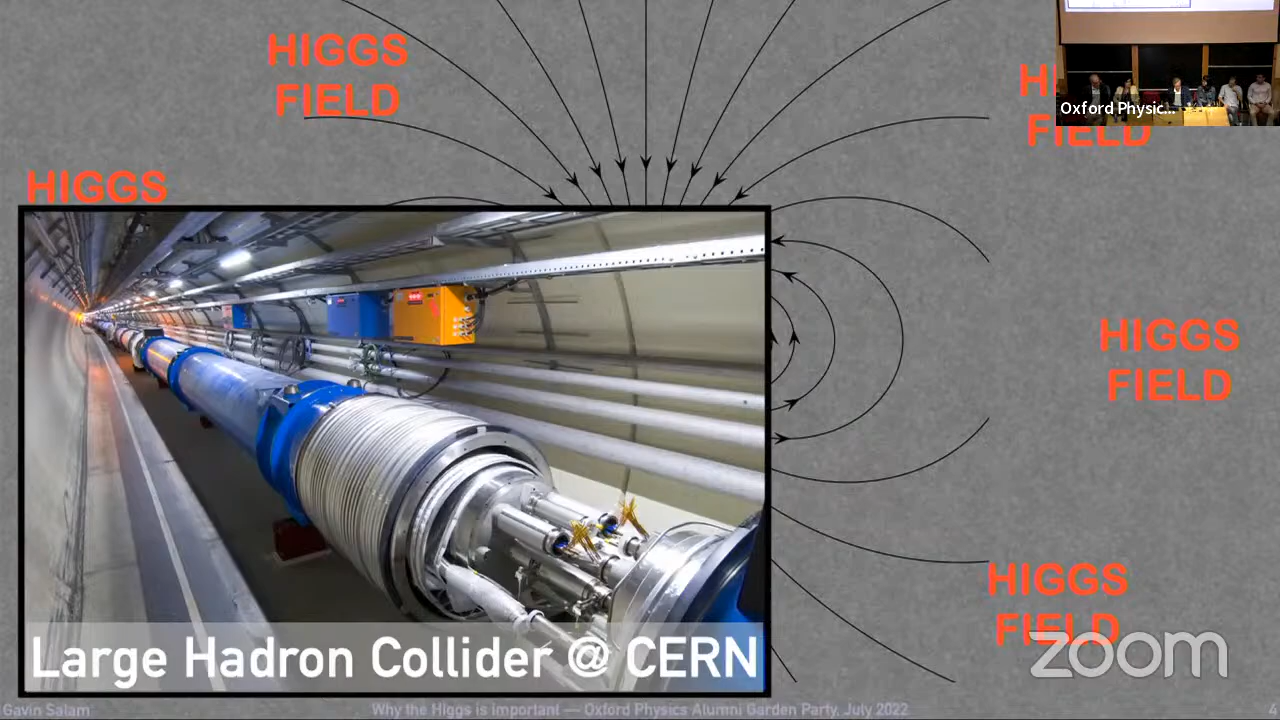 HIGGS
FIELD
Oxford Physic...
FIELD
HIGGS
HIGGS
FIELD
HIGGS
FIELD
Large Hadron Collider @ CERN
zoom
Gavin Salam
Why the Higgs is important — Oxford Physics Alumni Garden Party, July 2022
4